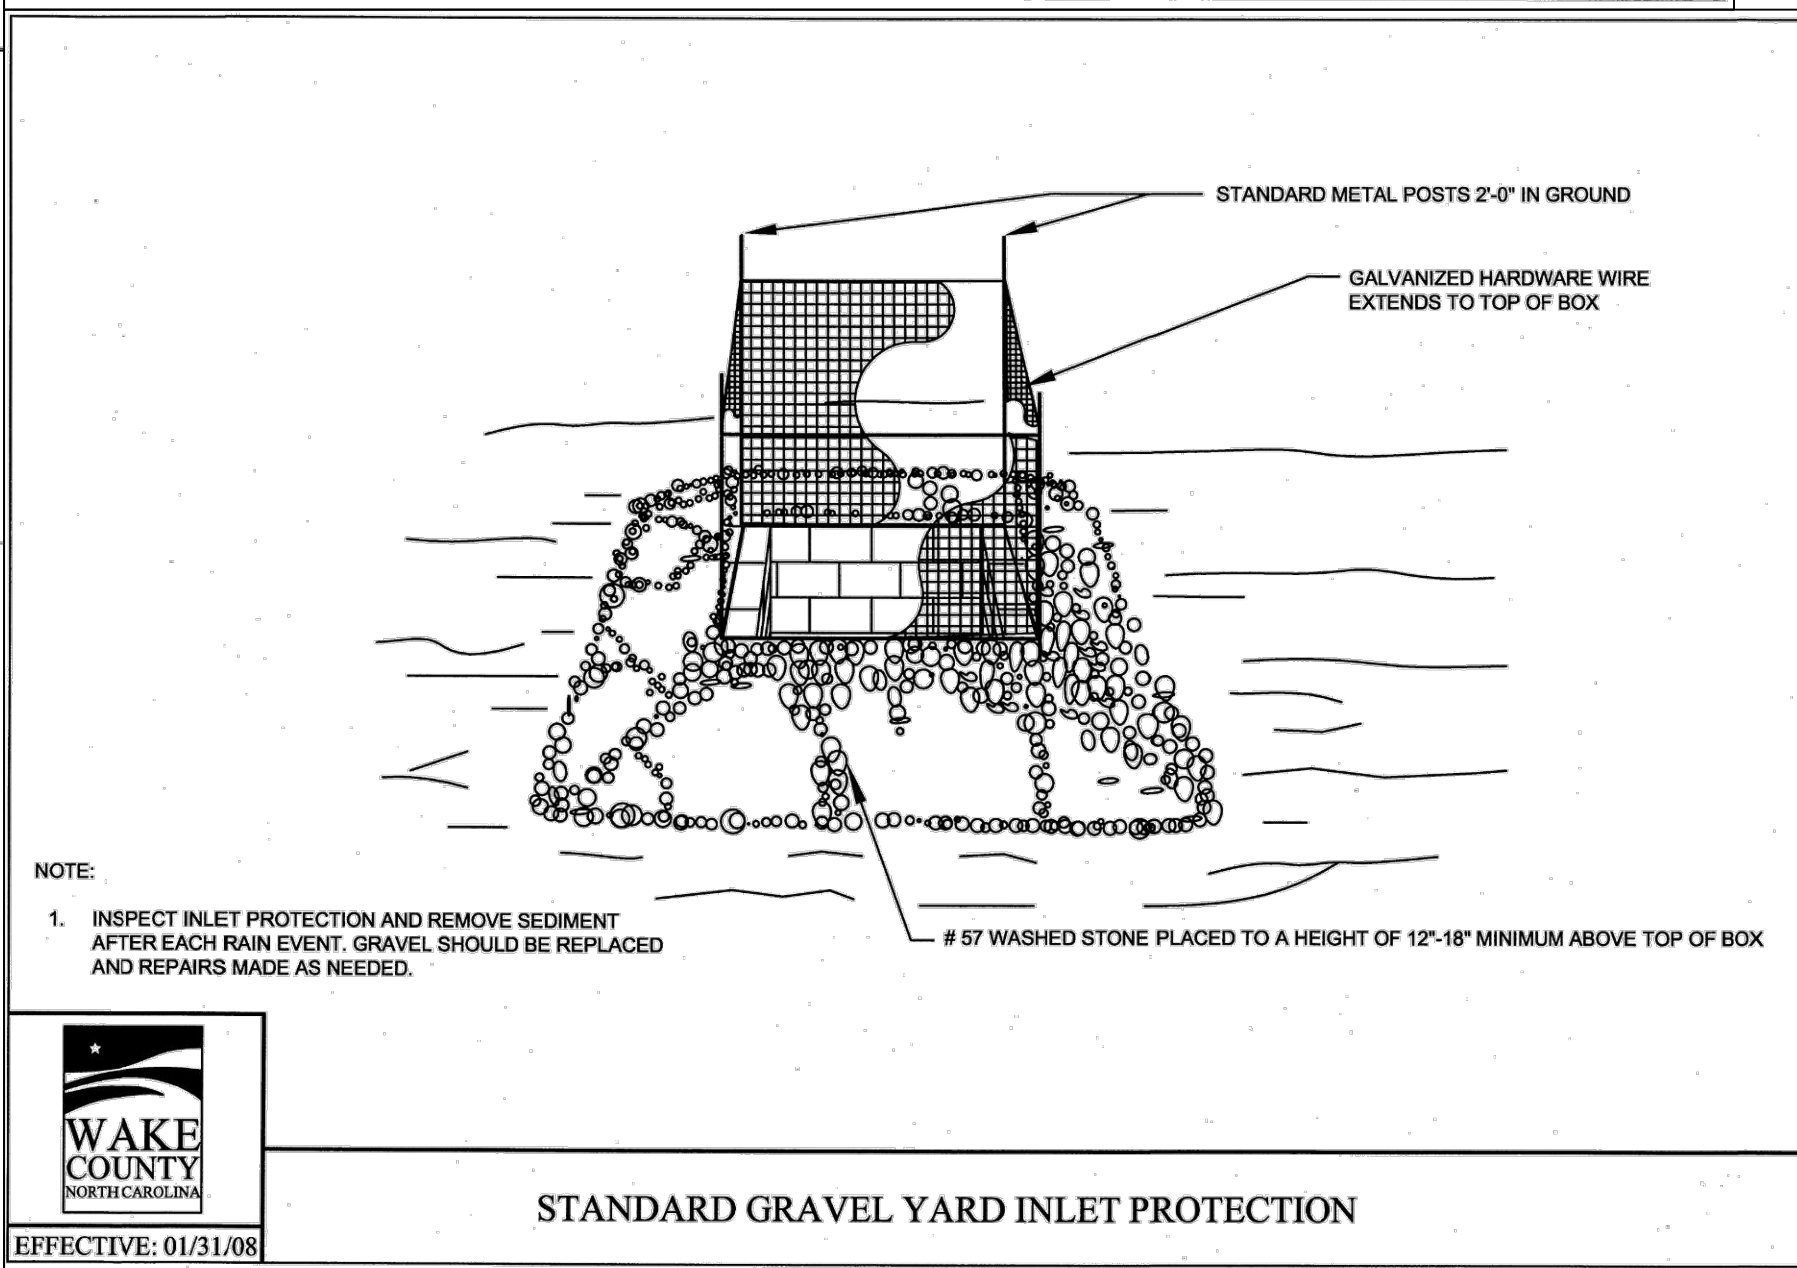 STANDARD METAL POSTS 2'-0" IN GROUND
GALVANIZED HARDWARE WIRE
EXTENDS TO TOP OF BOX
NOTE:
1. INSPECT INLET PROTECTION AND REMOVE SEDIMENT
AFTER EACH RAIN EVENT. GRAVEL SHOULD BE REPLACED
AND REPAIRS MADE AS NEEDED.
# 57 WASHED STONE PLACED TO A HEIGHT OF 12"-18" MINIMUM ABOVE TOP OF BOX
WAKE
COUNTY
NORTH CAROLINA
STANDARD GRAVEL YARD INLET PROTECTION
EFFECTIVE: 01/31/08